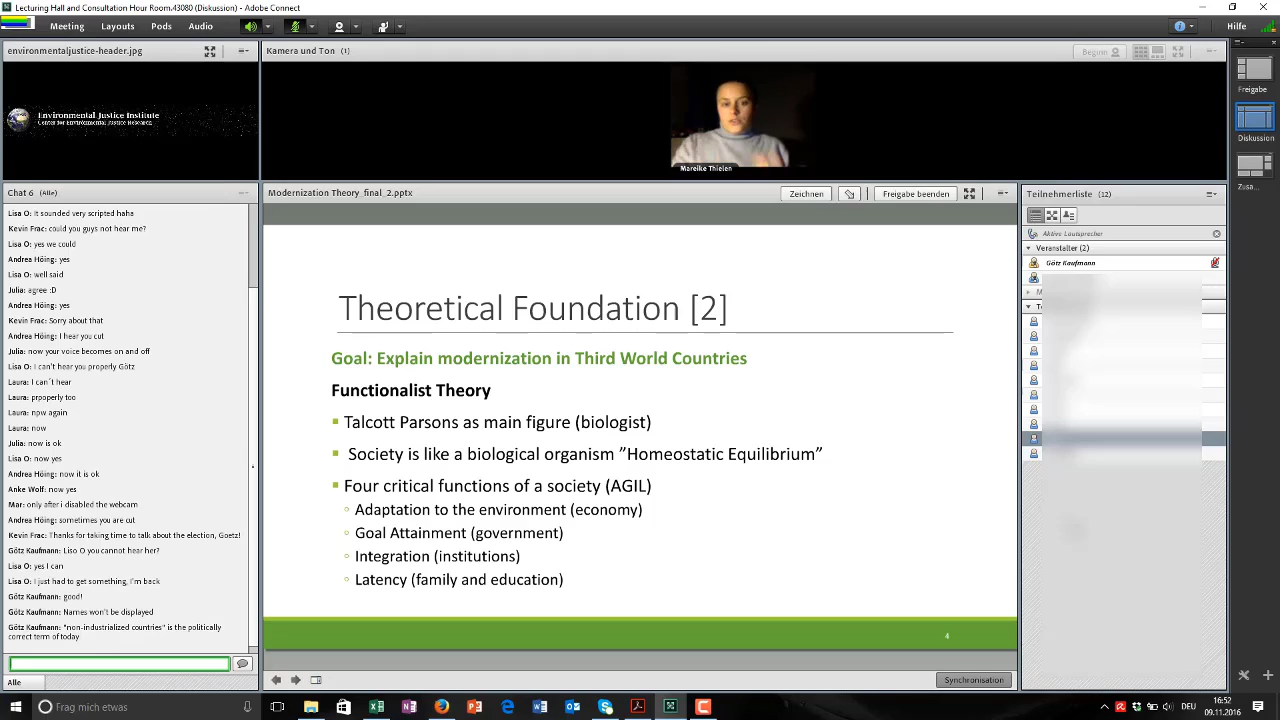 Lecturing Hall and Consultation Hour Room.43080 (Diskussion) - Adobe Connect
Meeting Layouts Pods Audio
Hilfe
environmentaljustice-header.jpg
Environmental Justice Institute
Center for Environmental Justice Research
Kamera und Ton (1)
Beginn
Mareike Thielen
Freigabe
Diskussion
Zusa...
Chat 6 (Alle)
Lisa O: It sounded very scripted haha
Kevin Frac: could you guys not hear me?
Lisa O: yes we could
Andrea Höing: yes
Lisa O: well said
Julia: agree :D
Andrea Höing: yes
Kevin Frac: Sorry about that
Andrea Höing: I hear you cut
Julia: now your voice becomes on and off
Lisa O: I can't hear you properly Götz
Laura: I can´t hear
Laura: prpoperly too
Laura: npw again
Laura: now
Julia: now is ok
Lisa O: now yes
Andrea Höing: now it is ok
Anke Wolf: now yes
Mar: only after i disabled the webcam
Andrea Höing: sometimes you are cut
Kevin Frac: Thanks for taking time to talk about the election, Goetz!
Götz Kaufmann: Liso O you cannot hear her?
Lisa O: yes I can
Lisa O: I just had to get something, I'm back
Götz Kaufmann: good!
Götz Kaufmann: Names won't be displayed
Götz Kaufmann: "non-industrialized countries" is the politically
correct term of today
Alle
Modernization Theory_final_2.pptx
Zeichnen
Freigabe beenden
Theoretical Foundation [2]
Goal: Explain modernization in Third World Countries
Functionalist Theory
Talcott Parsons as main figure (biologist)
Society is like a biological organism ”Homeostatic Equilibrium”
Four critical functions of a society (AGIL)
Adaptation to the environment (economy)
Goal Attainment (government)
Integration (institutions)
Latency (family and education)
4
Synchronisation
Teilnehmerliste (12)
Aktive Lautsprecher
Veranstalter (2)
Götz Kaufmann
Frag mich etwas
DEU
16:52
09.11.2016